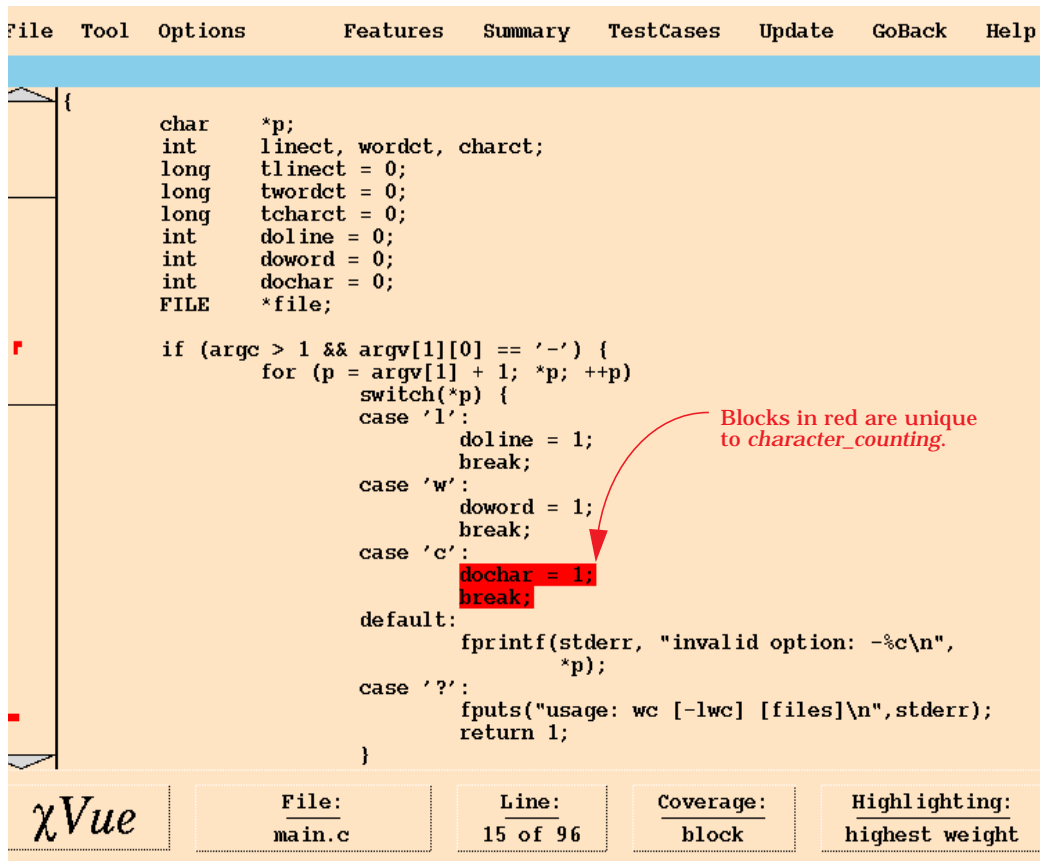 File Tool Options Features Summary TestCases Update GoBack Help
{
char *p;
int linect, wordct, charct;
long tlinect = 0;
long twordct = 0;
long tcharct = 0;
int doline = 0;
int doword = 0;
int dochar = 0;
FILE *file;
if (argc > 1 && argv[1][0] == '-') {
for (p = argv[1] + 1; *p; ++p)
switch(*p) {
case 'l':
doline = 1;
break;
case 'w':
doword = 1;
break;
case 'c':
dochar = 1;
break;
default:
fprintf(stderr, "invalid option: -%c\n",
*p);
case '?':
fputs("usage: wc [-lwc] [files]\n",stderr);
return 1;
}
Blocks in red are unique
to character_counting.
χVue
File: Line: Coverage: Highlighting:
main.c 15 of 96 block highest weight